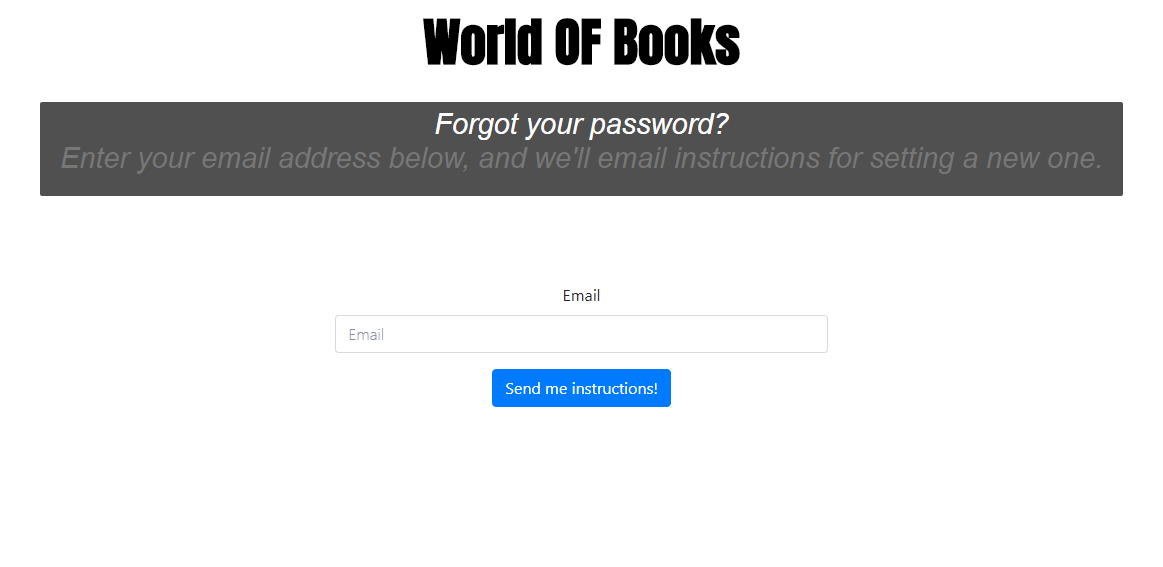 World OF Books
Forgot your password?
Enter your email address below, and we'll email instructions for setting a new one.
Email
Email
Send me instructions!